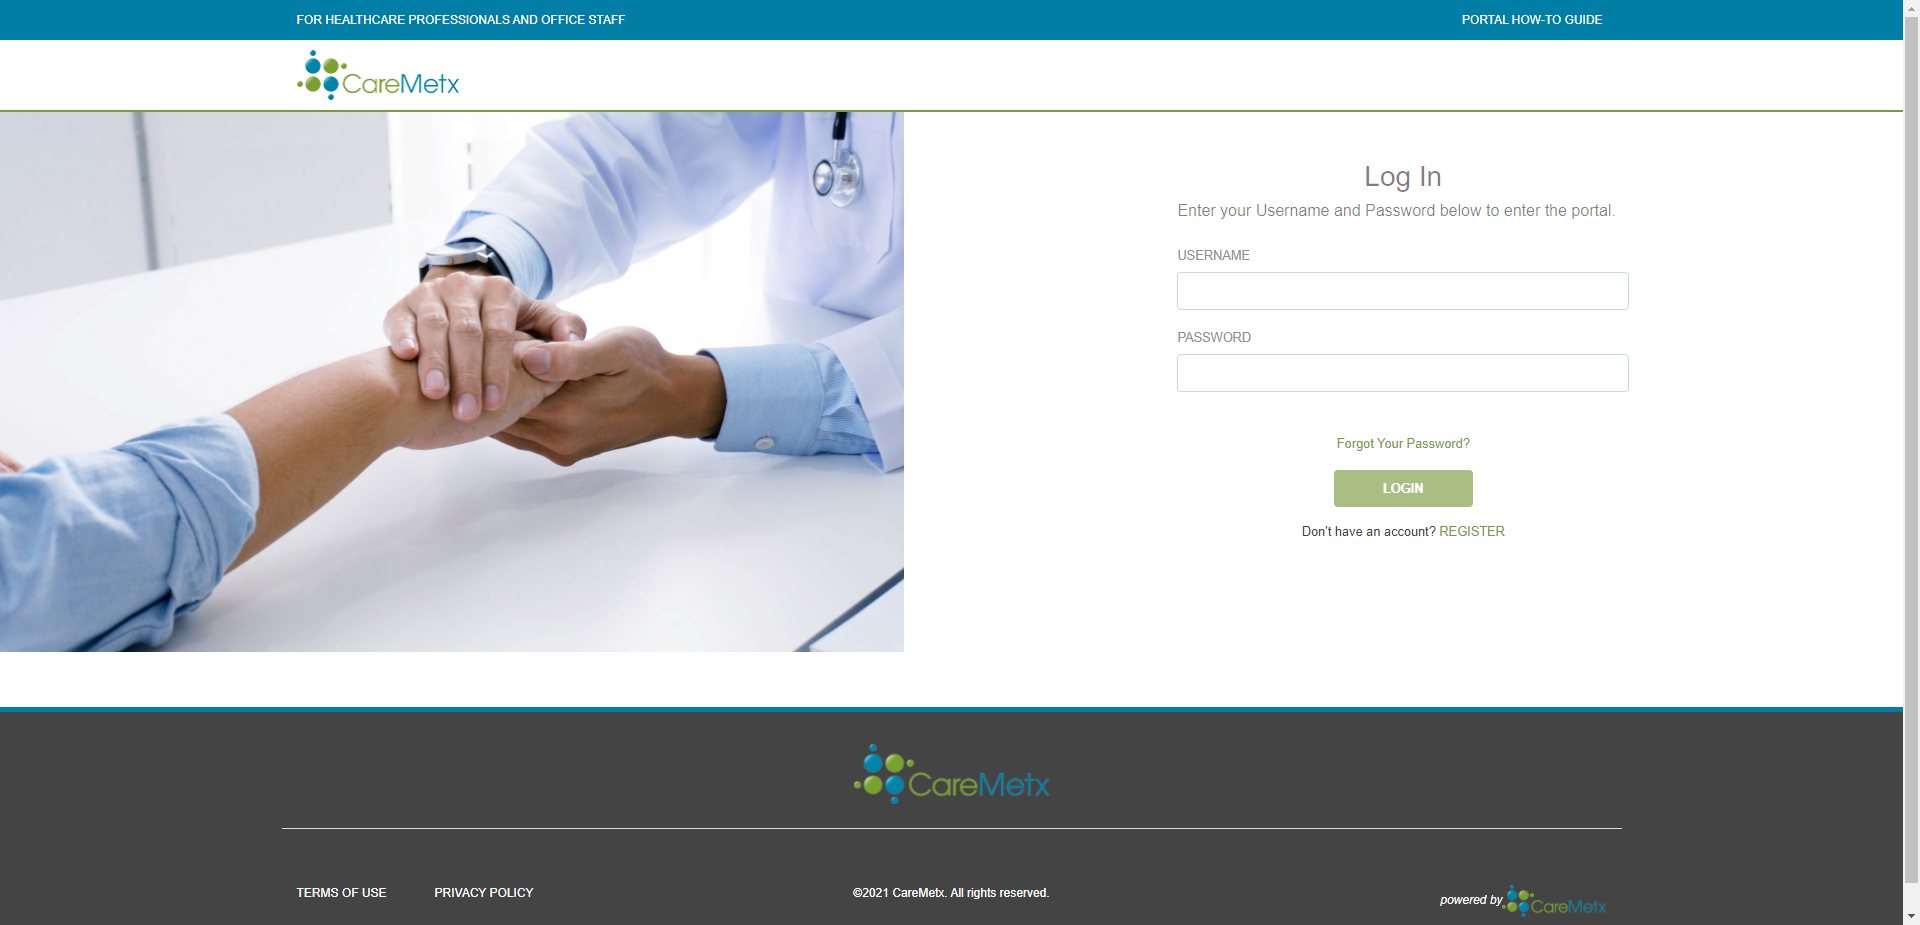 FOR HEALTHCARE PROFESSIONALS AND OFFICE STAFF
PORTAL HOW-TO GUIDE
CareMetx
Log In
Enter your Username and Password below to enter the portal.
USERNAME
PASSWORD
Forgot Your Password?
LOGIN
Don't have an account? REGISTER
CareMetx
TERMS OF USE
PRIVACY POLICY
©2021 CareMetx. All rights reserved.
powered by CareMetx